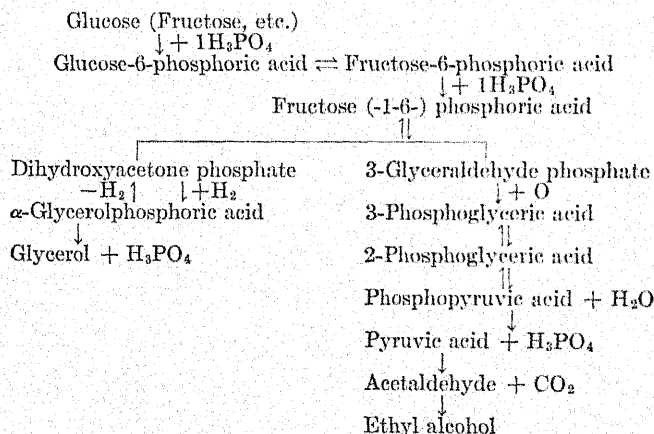 Glucose (Fructose, etc.)
↓ + 1H₃PO₄
Glucose-6-phosphoric acid ⇌ Fructose-6-phosphoric acid
↓ + 1H₃PO₄
Fructose (-1-6-) phosphoric acid
⇅
Dihydroxyacetone phosphate
−H₂ ↑ ↓ +H₂
α-Glycerolphosphoric acid
↓
Glycerol + H₃PO₄
3-Glyceraldehyde phosphate
↓ + O
3-Phosphoglyceric acid
⇅
2-Phosphoglyceric acid
⇅
Phosphopyruvic acid + H₂O
↓
Pyruvic acid + H₃PO₄
↓
Acetaldehyde + CO₂
↓
Ethyl alcohol